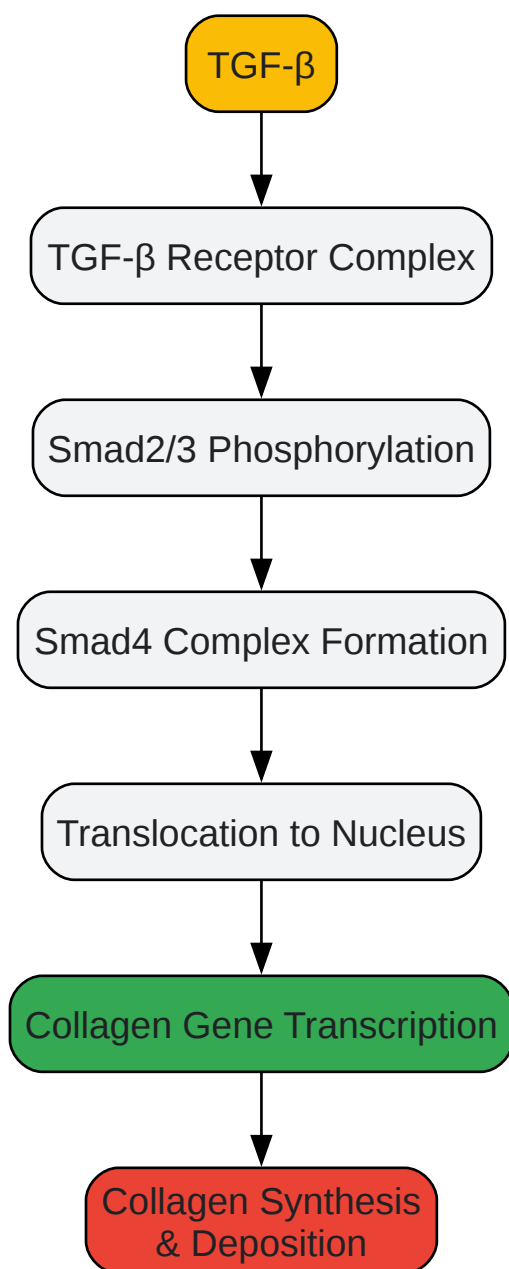 TGF-β
TGF-β Receptor Complex
Smad2/3 Phosphorylation
Smad4 Complex Formation
Translocation to Nucleus
Collagen Gene Transcription
Collagen Synthesis
& Deposition